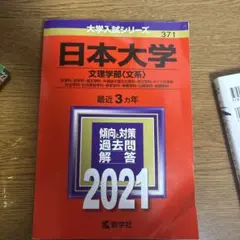 大学入試シリーズ
371
日本大学
文理学部〈文系〉
最近3カ年
傾向と対策
過去問
解答
2021
教学社